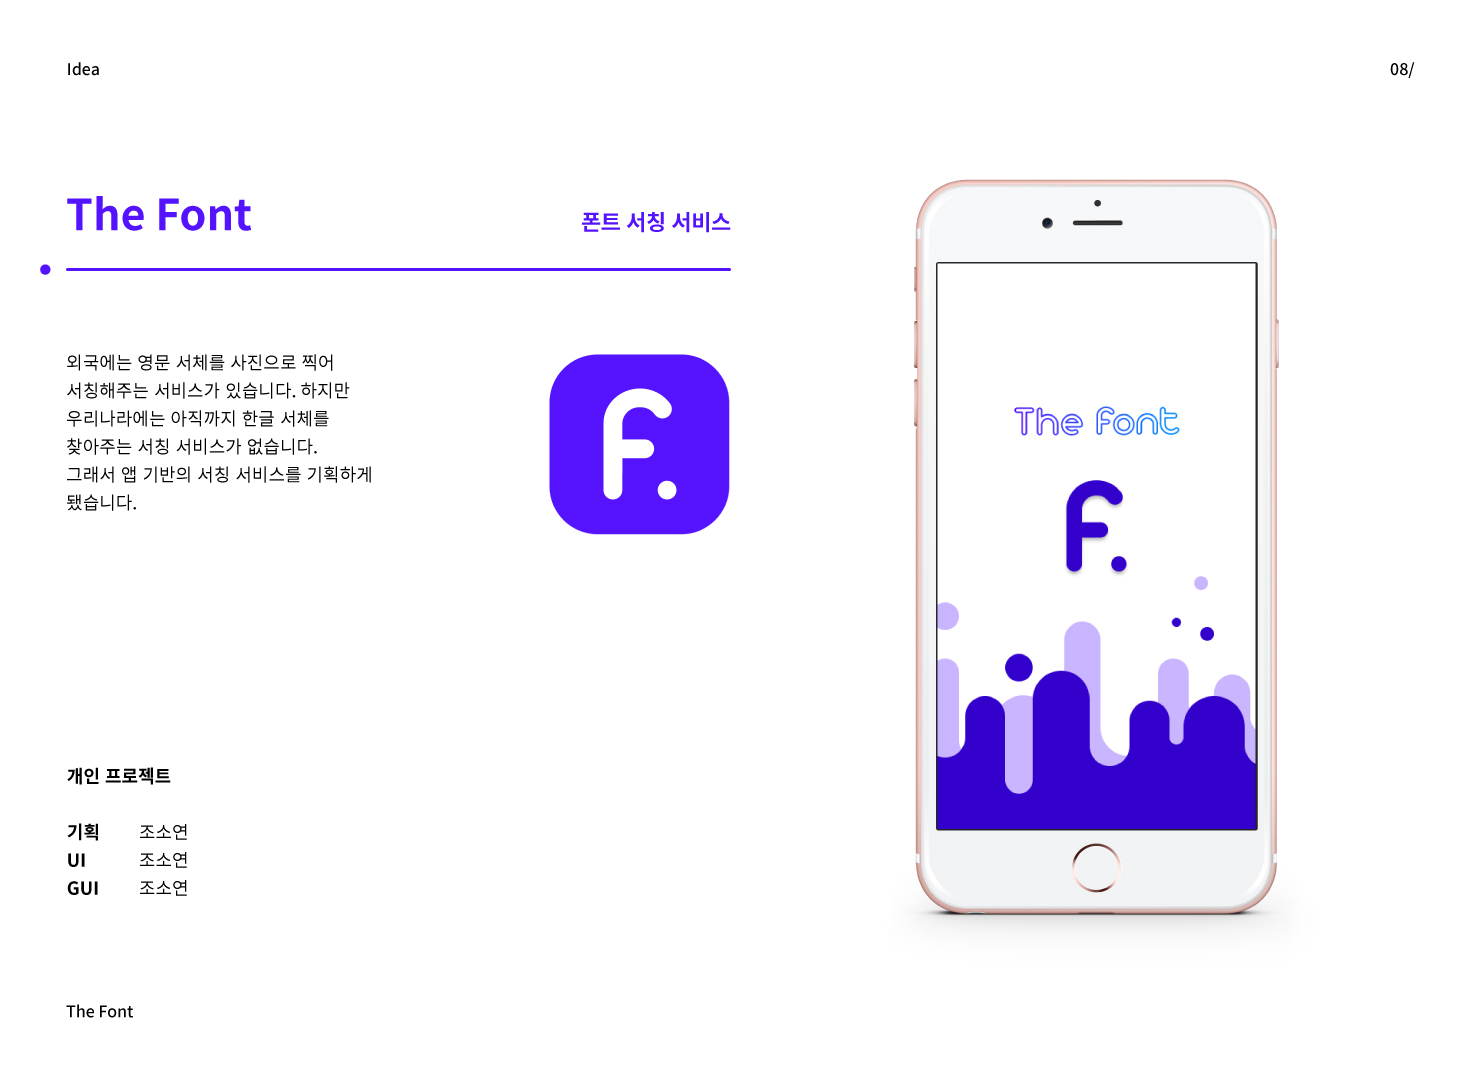 Idea
08/
The Font
폰트 서칭 서비스
외국에는 영문 서체를 사진으로 찍어
서칭해주는 서비스가 있습니다. 하지만
우리나라에는 아직까지 한글 서체를
찾아주는 서칭 서비스가 없습니다.
그래서 앱 기반의 서칭 서비스를 기획하게
됐습니다.
F.
The Font
F.
개인 프로젝트
기획 조소연
UI 조소연
GUI 조소연
The Font